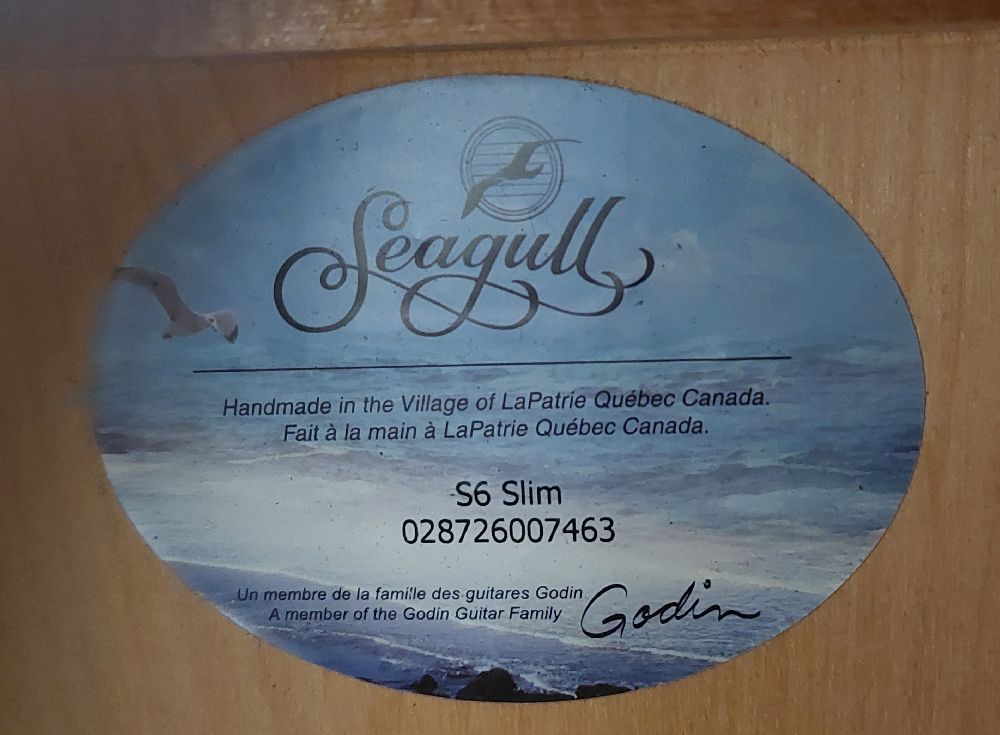 Seagull
Handmade in the Village of LaPatrie Québec Canada.
Fait à la main à LaPatrie Québec Canada.
S6 Slim
028726007463
Un membre de la famille des guitares Godin
A member of the Godin Guitar Family
Godin